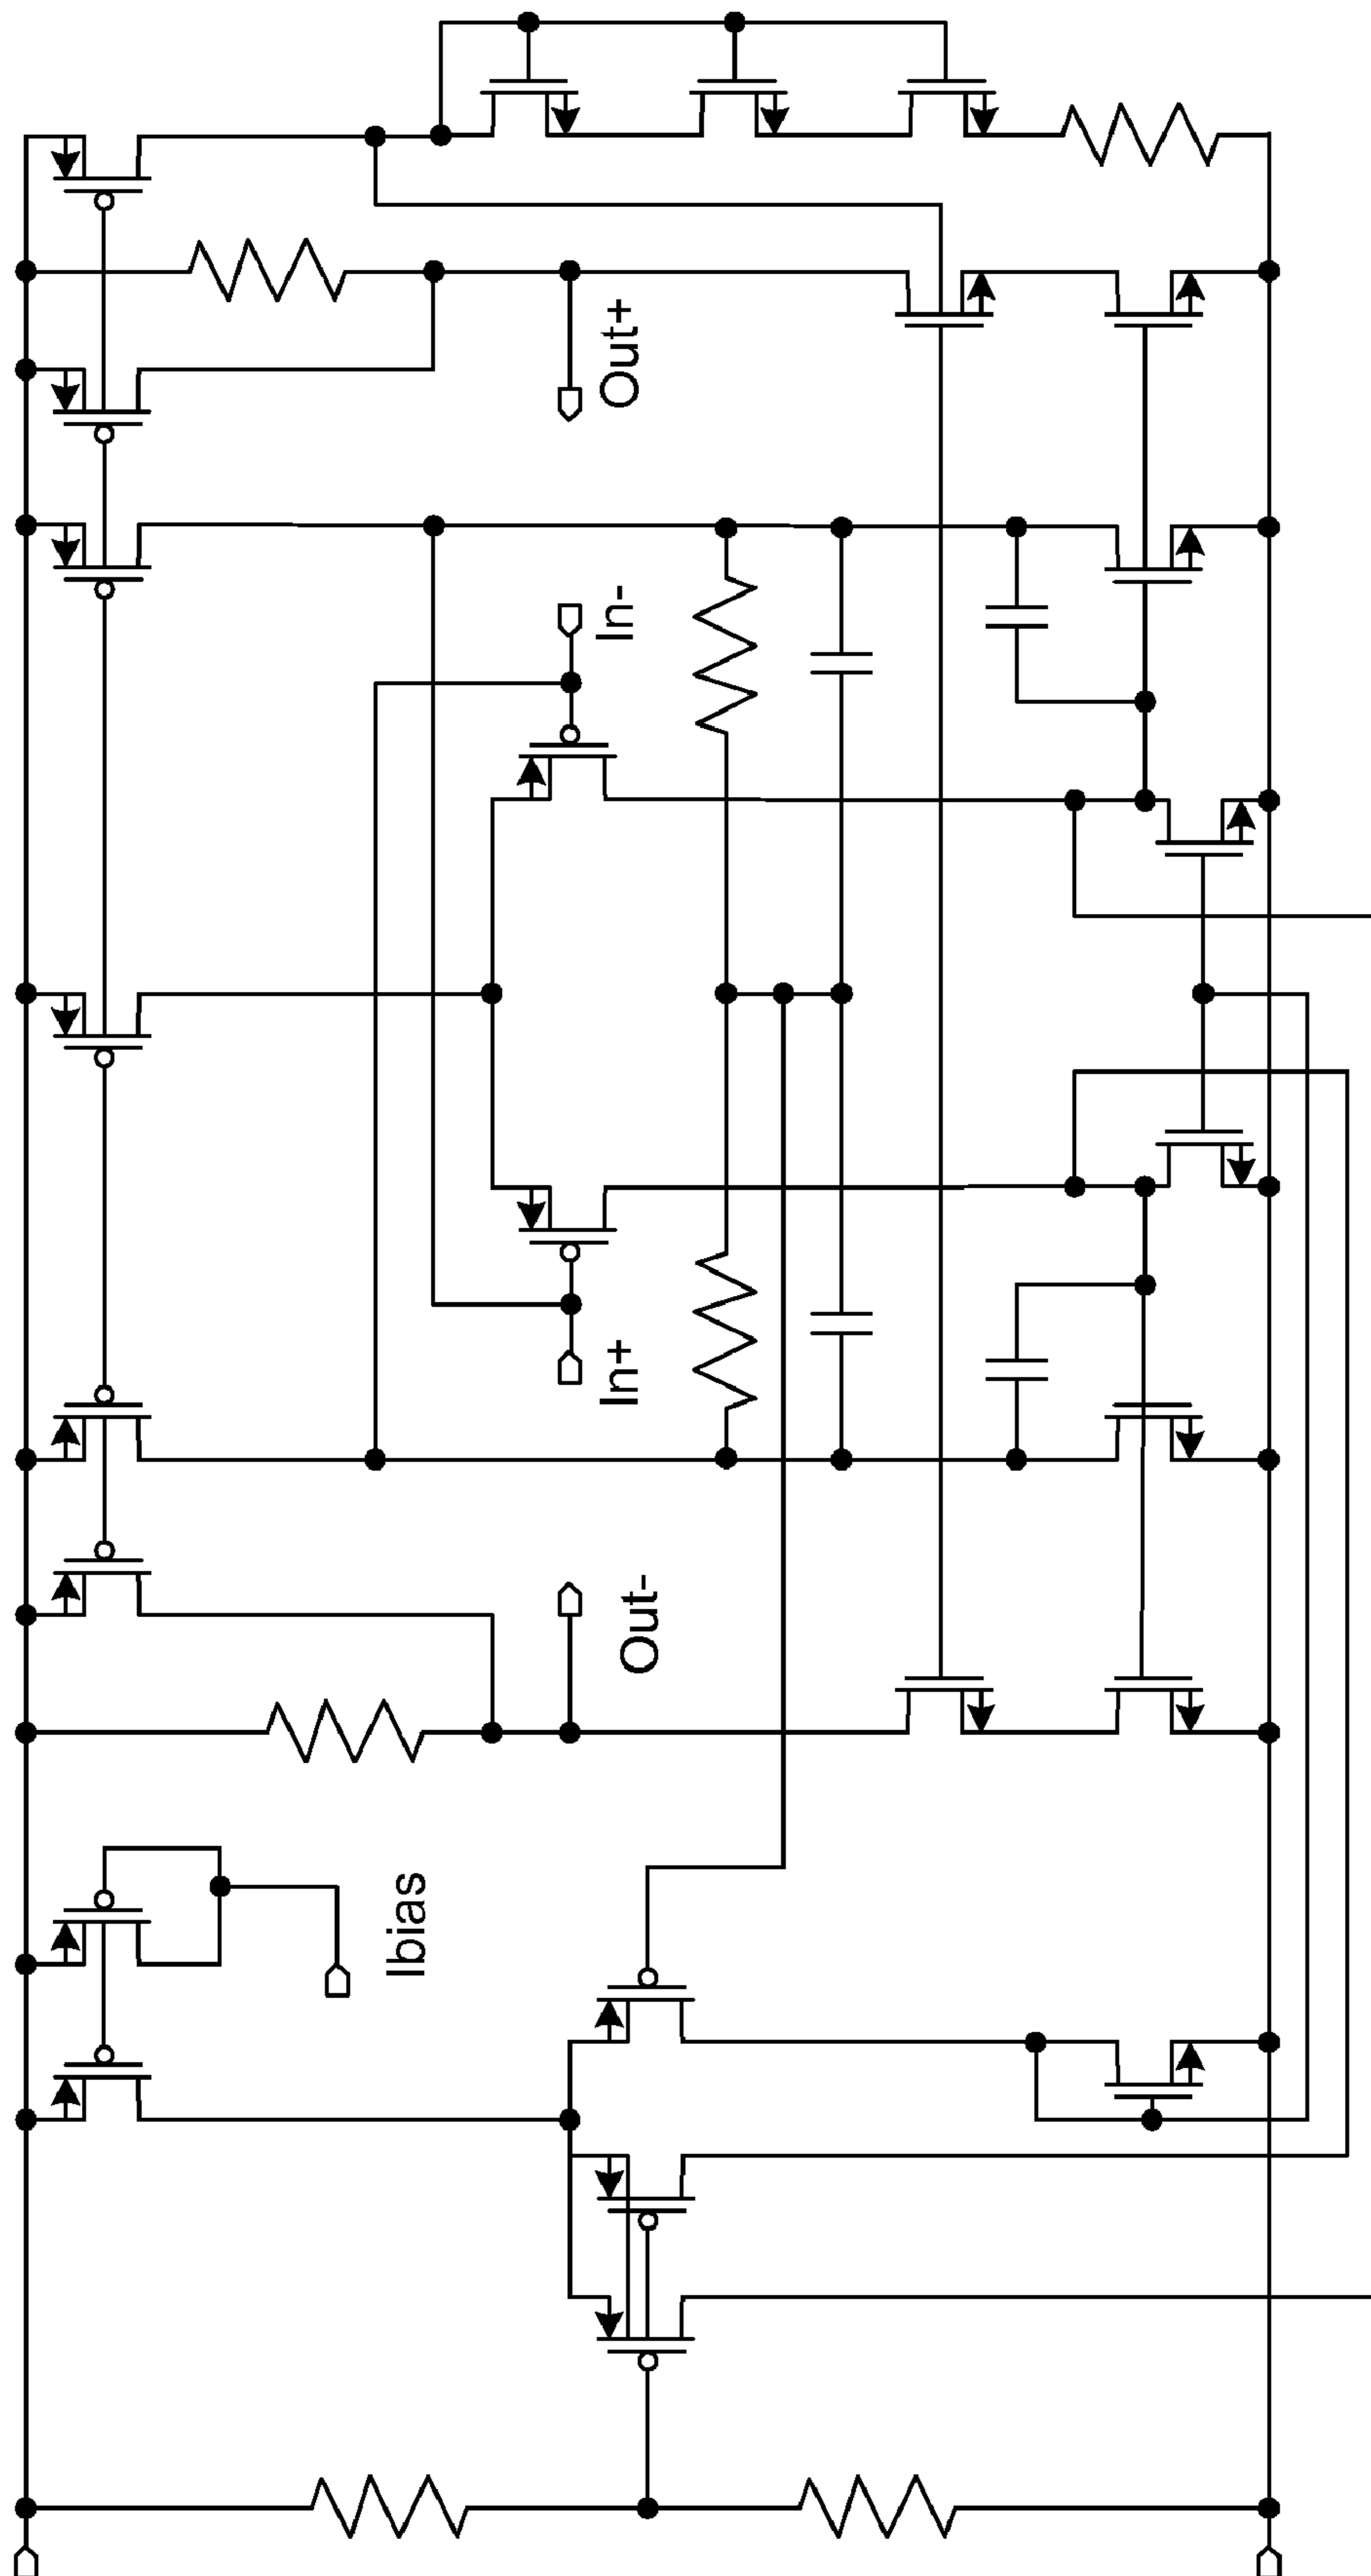 Out+
In-
In+
Out-
Ibias